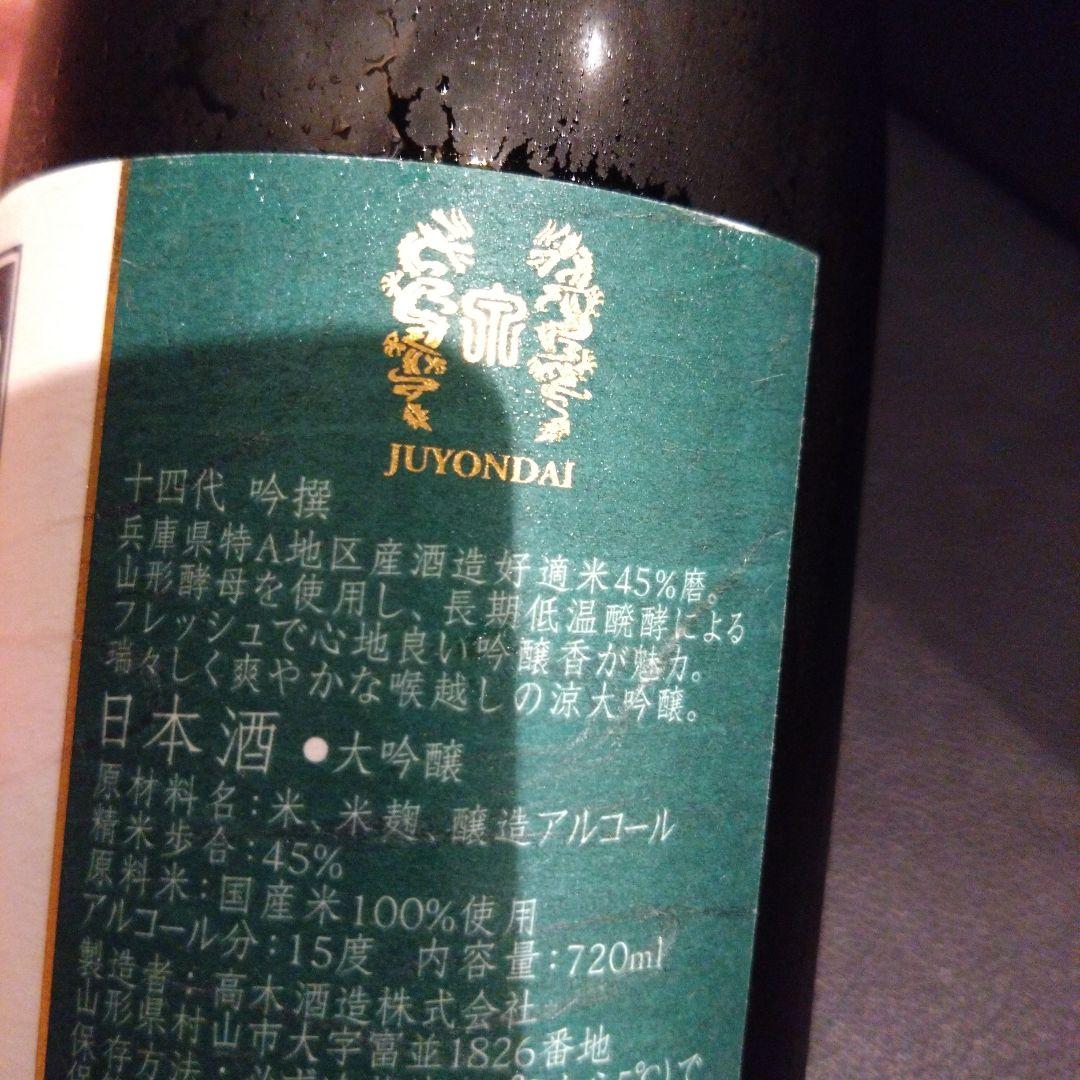 JUYONDAI
十四代 吟撰
兵庫県特A地区産酒造好適米45%磨。
山形酵母を使用し、長期低温醗酵による
フレッシュで心地良い吟醸香が魅力。
瑞々しく爽やかな喉越しの涼大吟醸。
日本酒 ●大吟醸
原材料名:米、米麹、醸造アルコール
精米歩合:45%
原料米:国産米100%使用
アルコール分:15度 内容量:720ml
製造者:高木酒造株式会社
山形県村山市大字富並1826番地
保存方法:必ず 5℃)で